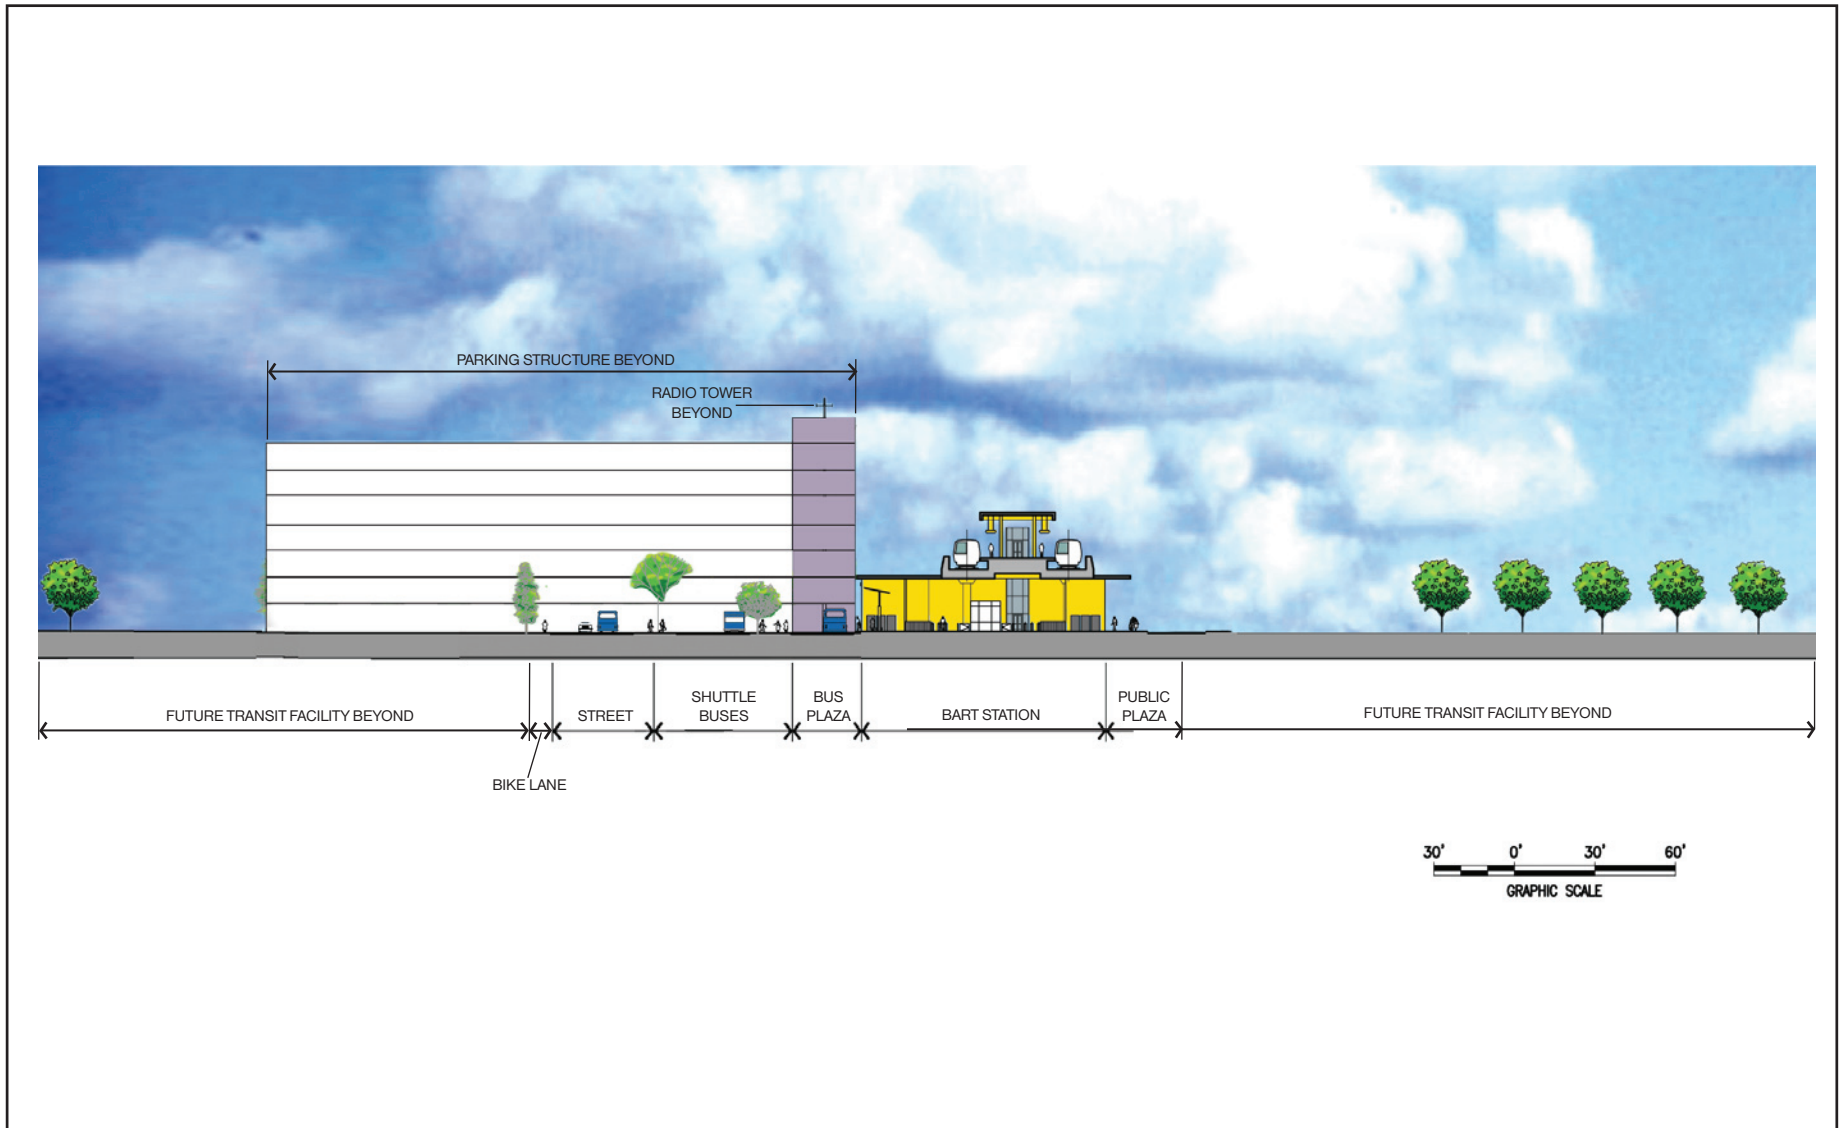 PARKING STRUCTURE BEYOND
RADIO TOWER
BEYOND
FUTURE TRANSIT FACILITY BEYOND
BIKE LANE
STREET
SHUTTLE
BUSES
BUS
PLAZA
BART STATION
PUBLIC
PLAZA
FUTURE TRANSIT FACILITY BEYOND
30' 0' 30' 60'
GRAPHIC SCALE